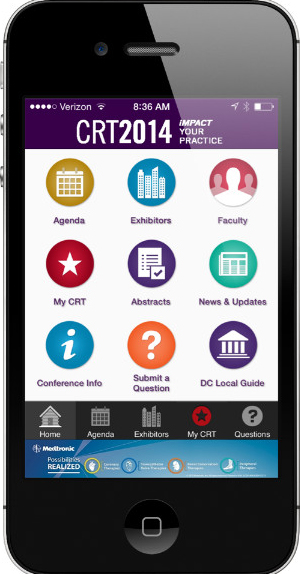 Verizon 8:36 AM
CRT2014 iMPACT
YOUR
PRACTICE
Agenda Exhibitors Faculty
My CRT Abstracts News & Updates
Conference Info Submit a Question DC Local Guide
Home Agenda Exhibitors My CRT Questions
Medtronic
Possibilities
REALIZED